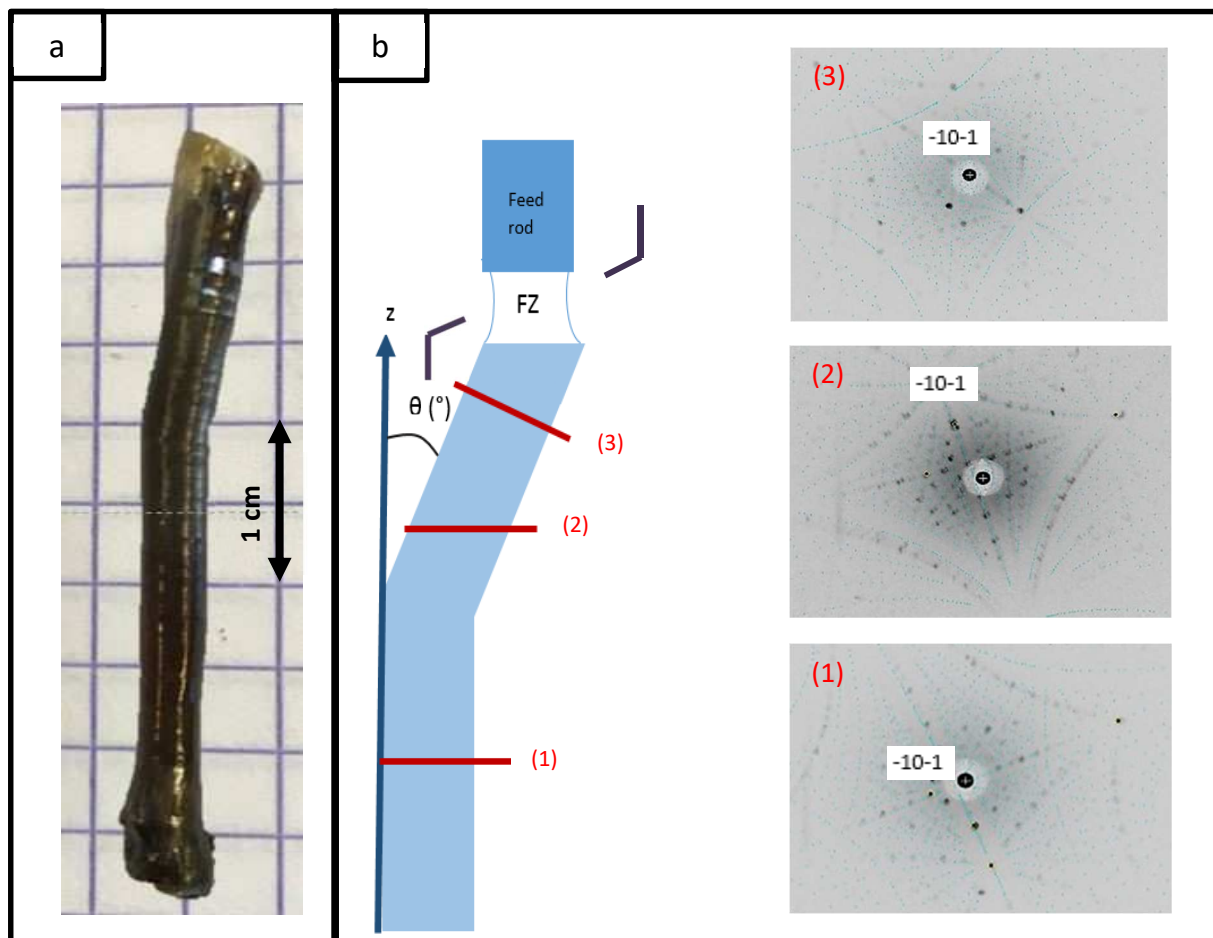 a
1 cm
b
Feed
rod
FZ
z
θ (°)
(3)
(2)
(1)
(3)
-10-1
(2)
-10-1
(1)
-10-1